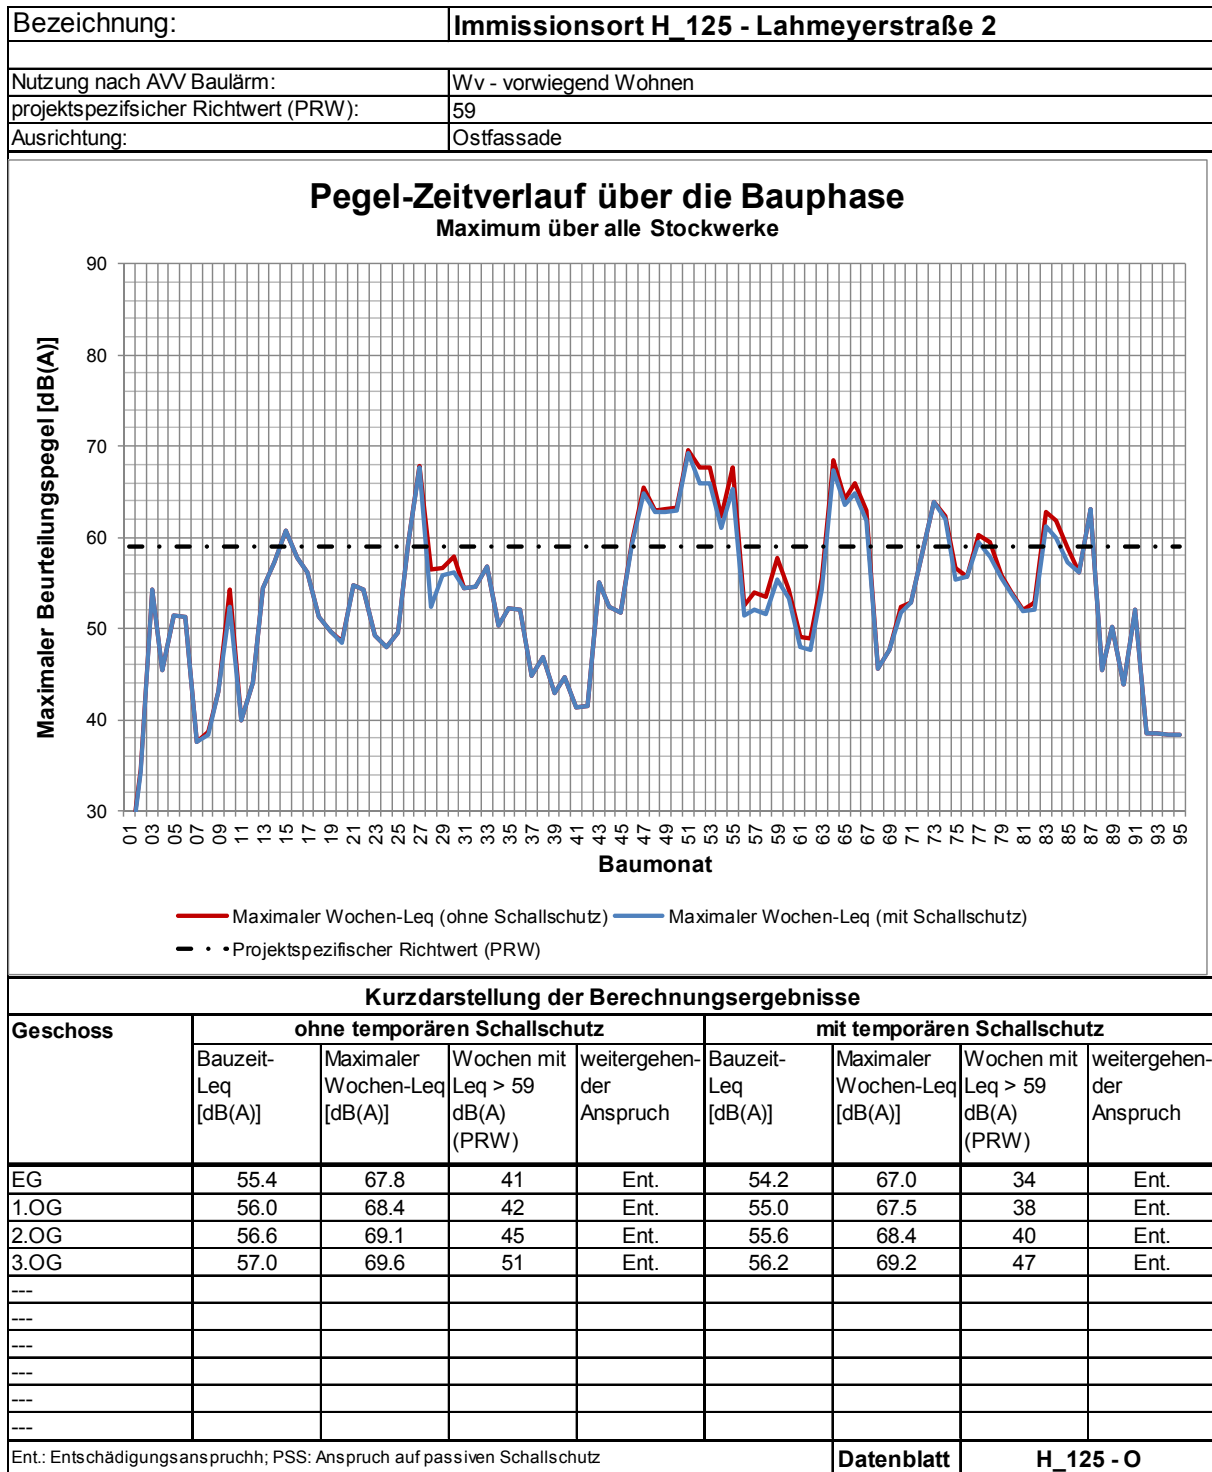 Bezeichnung: Immissionsort H_125 - Lahmeyerstraße 2
Nutzung nach AVV Baulärm: Wv - vorwiegend Wohnen
projektspezifsicher Richtwert (PRW): 59
Ausrichtung: Ostfassade
Pegel-Zeitverlauf über die Bauphase
Maximum über alle Stockwerke
Maximaler Beurteilungspegel [dB(A)]
90
80
70
60
50
40
30
01 03 05 07 09 11 13 15 17 19 21 23 25 27 29 31 33 35 37 39 41 43 45 47 49 51 53 55 57 59 61 63 65 67 69 71 73 75 77 79 81 83 85 87 89 91 93 95
Baumonat
Maximaler Wochen-Leq (ohne Schallschutz) Maximaler Wochen-Leq (mit Schallschutz)
Projektspezifischer Richtwert (PRW)
Kurzdarstellung der Berechnungsergebnisse
Geschoss ohne temporären Schallschutz mit temporären Schallschutz
Bauzeit- Maximaler Wochen mit weitergehen- Bauzeit- Maximaler Wochen mit weitergehen-
Leq Wochen-Leq Leq > 59 der Leq Wochen-Leq Leq > 59 der
[dB(A)] [dB(A)] dB(A) Anspruch [dB(A)] [dB(A)] dB(A) Anspruch
(PRW) (PRW)
EG 55.4 67.8 41 Ent. 54.2 67.0 34 Ent.
1.OG 56.0 68.4 42 Ent. 55.0 67.5 38 Ent.
2.OG 56.6 69.1 45 Ent. 55.6 68.4 40 Ent.
3.OG 57.0 69.6 51 Ent. 56.2 69.2 47 Ent.
---
---
---
---
---
---
Ent.: Entschädigungsanspruchh; PSS: Anspruch auf passiven Schallschutz Datenblatt H_125 - O